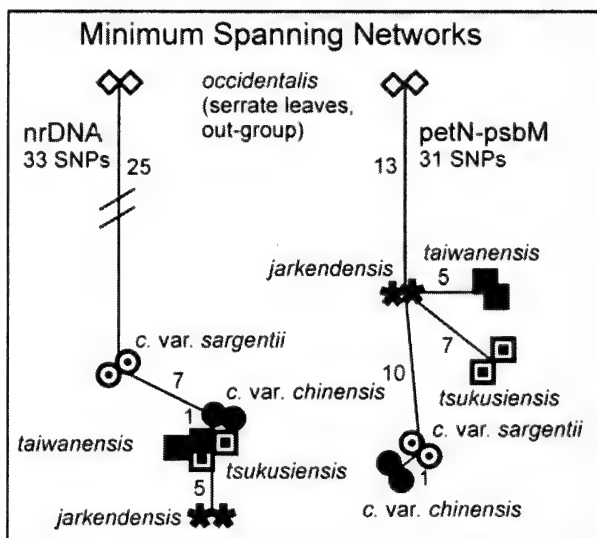 Minimum Spanning Networks
occidentalis
(serrate leaves,
out-group)
nrDNA
33 SNPs
25
c. var. sargentii
7
c. var. chinensis
1
taiwanensis
tsukusiensis
5
jarkendensis
petN-psbM
31 SNPs
13
taiwanensis
jarkendensis
5
7
tsukusiensis
10
c. var. sargentii
1
c. var. chinensis